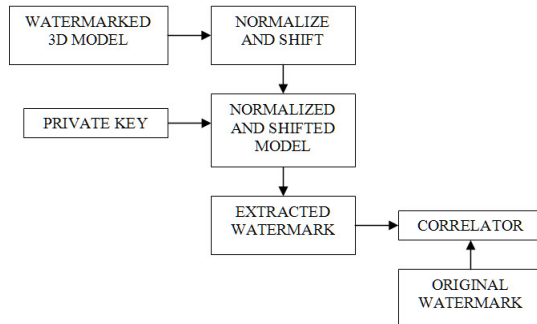 WATERMARKED
3D MODEL
NORMALIZE
AND SHIFT
PRIVATE KEY
NORMALIZED
AND SHIFTED
MODEL
EXTRACTED
WATERMARK
CORRELATOR
ORIGINAL
WATERMARK